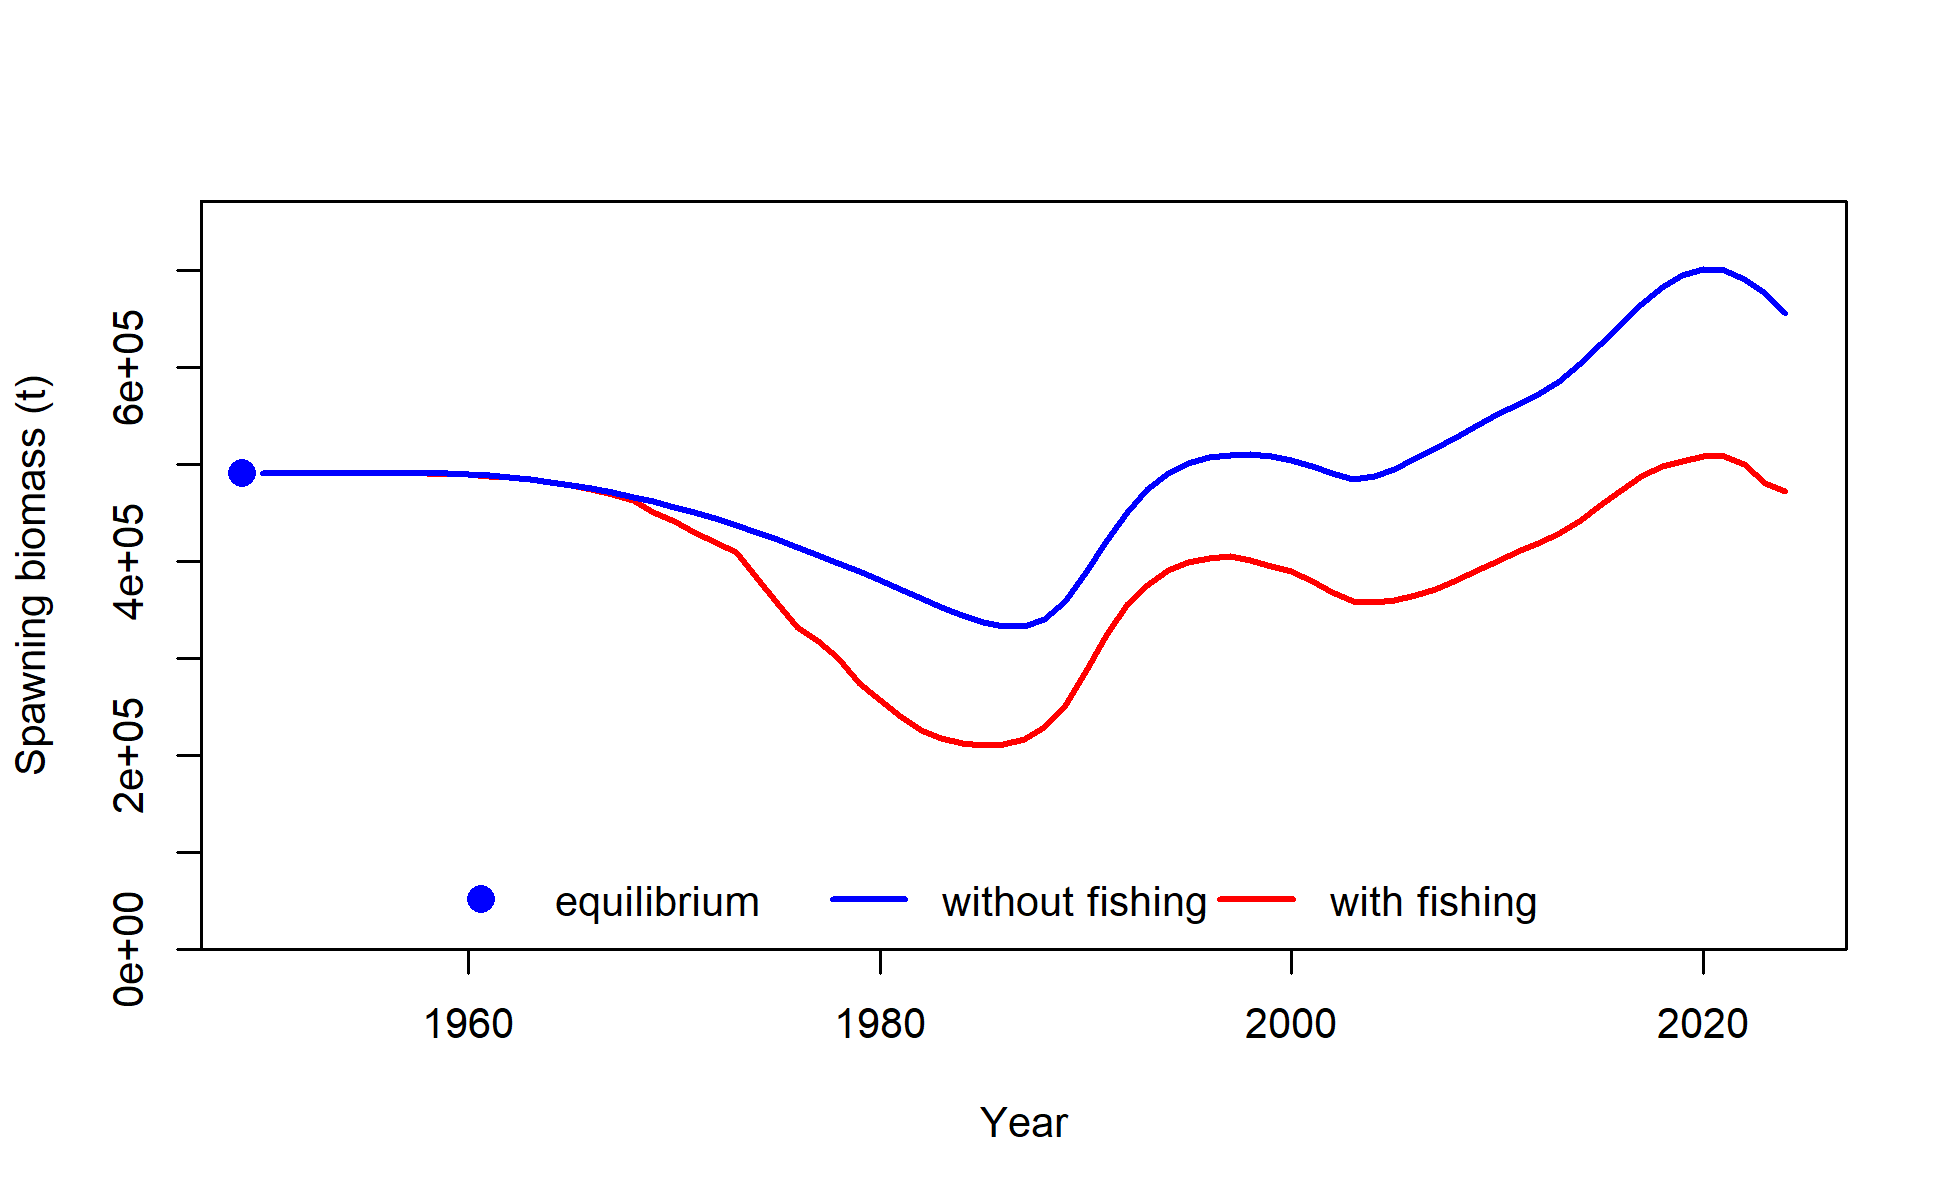 Spawning biomass (t)
6e+05
4e+05
2e+05
0e+00
equilibrium without fishing with fishing
1960 1980 2000 2020
Year